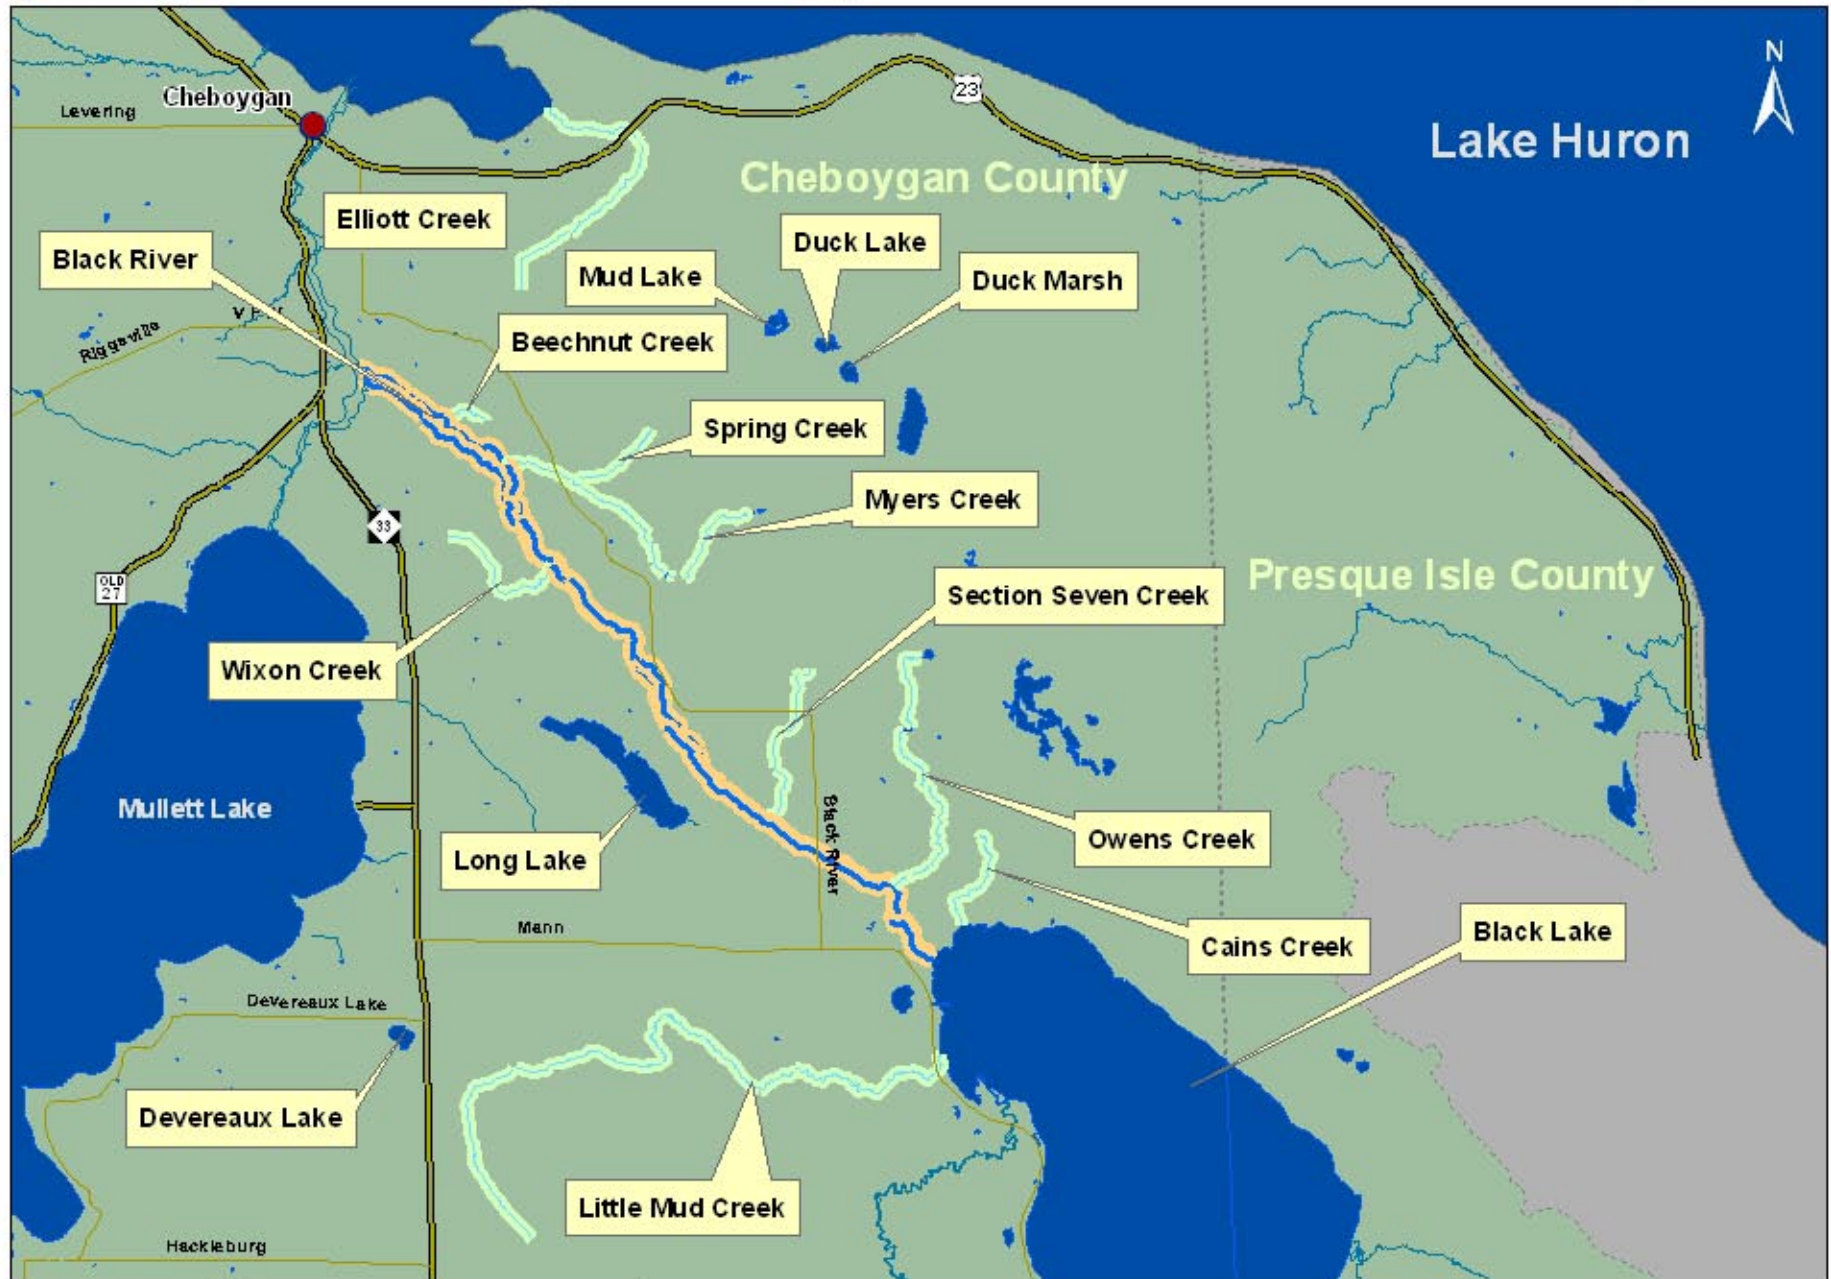 N
Levering
Cheboygan
23
Lake Huron
Cheboygan County
Elliott Creek
Black River
Duck Lake
Mud Lake
Duck Marsh
Riggsville
Beechnut Creek
Spring Creek
Myers Creek
33
OLD
27
Section Seven Creek
Presque Isle County
Wixon Creek
Mullett Lake
Black River
Long Lake
Owens Creek
Mann
Cains Creek
Black Lake
Devereaux Lake
Devereaux Lake
Little Mud Creek
Hackleburg